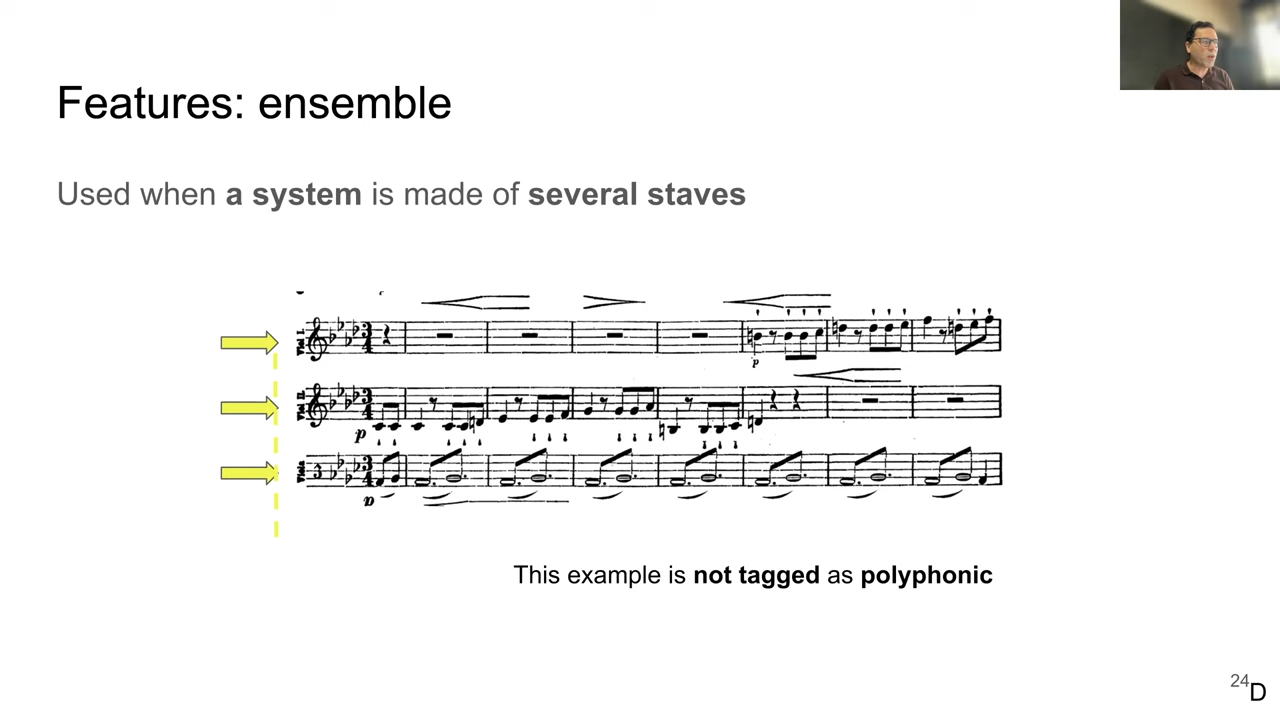 Features: ensemble
Used when a system is made of several staves
p
p
This example is not tagged as polyphonic
24
D